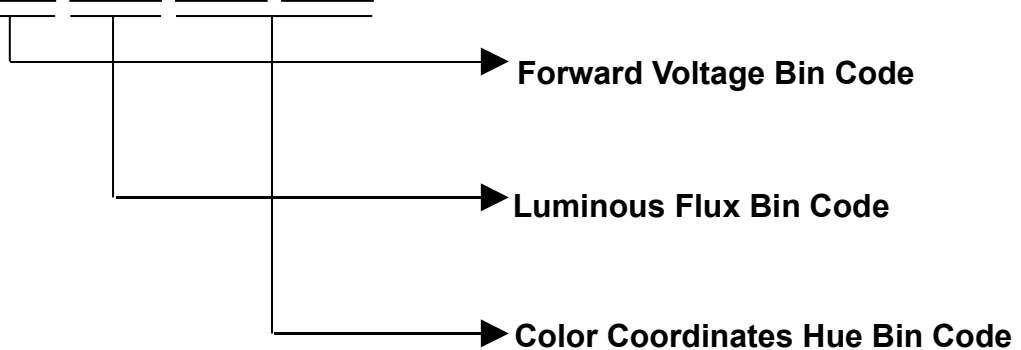 Forward Voltage Bin Code
Luminous Flux Bin Code
Color Coordinates Hue Bin Code